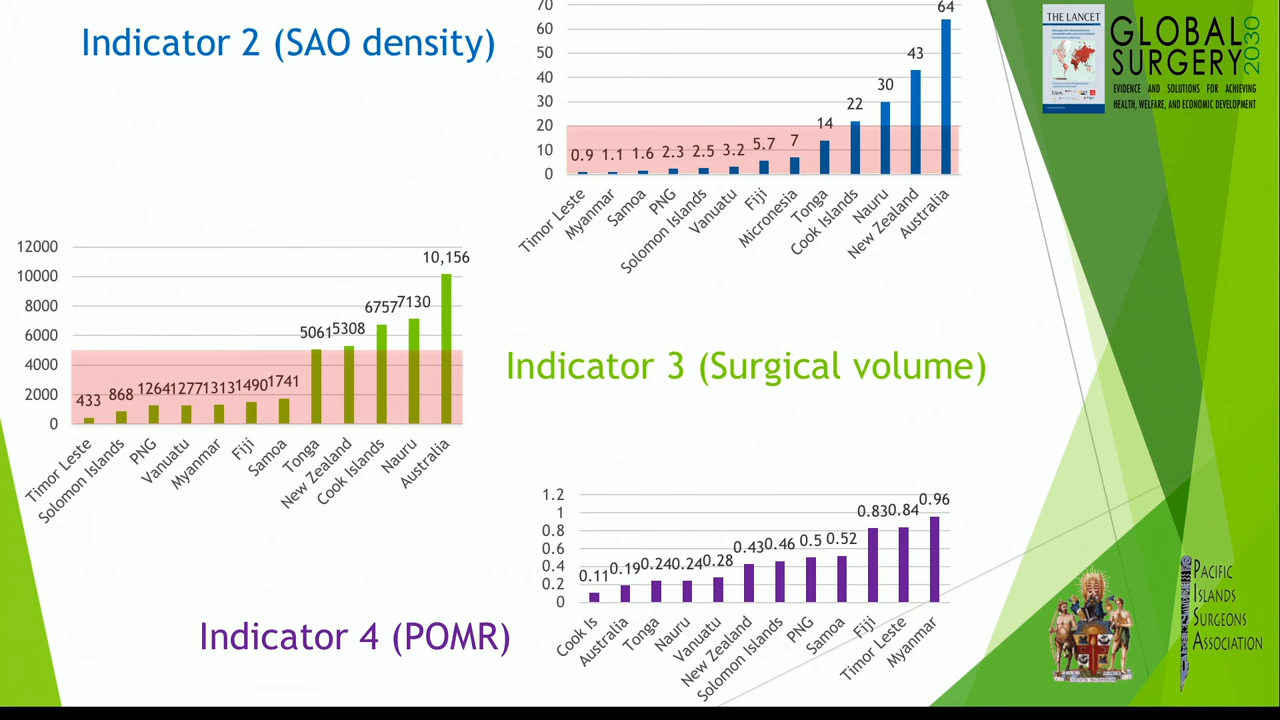 Indicator 2 (SAO density)
70
60
50
40
30
20
10
0
0.9 1.1 1.6 2.3 2.5 3.2 5.7 7 14 22 30 43 64
Timor Leste
Myanmar
Samoa
PNG
Solomon Islands
Vanuatu
Fiji
Micronesia
Tonga
Cook Islands
Nauru
New Zealand
Australia
THE LANCET
GLOBAL
SURGERY
2030
EVIDENCE AND SOLUTIONS FOR ACHIEVING
HEALTH, WELFARE, AND ECONOMIC DEVELOPMENT
12000
10000
8000
6000
4000
2000
0
433 868 1264 1277 1313 1490 1741 5061 5308 6757 7130 10,156
Timor Leste
Solomon Islands
PNG
Vanuatu
Myanmar
Fiji
Samoa
Tonga
New Zealand
Cook Islands
Nauru
Australia
Indicator 3 (Surgical volume)
1.2
1
0.8
0.6
0.4
0.2
0
0.11 0.19 0.24 0.24 0.28 0.43 0.46 0.5 0.52 0.83 0.84 0.96
Cook Is
Australia
Tonga
Nauru
Vanuatu
New Zealand
Solomon Islands
PNG
Samoa
Fiji
Timor Leste
Myanmar
Indicator 4 (POMR)
PACIFIC
ISLANDS
SURGEONS
ASSOCIATION